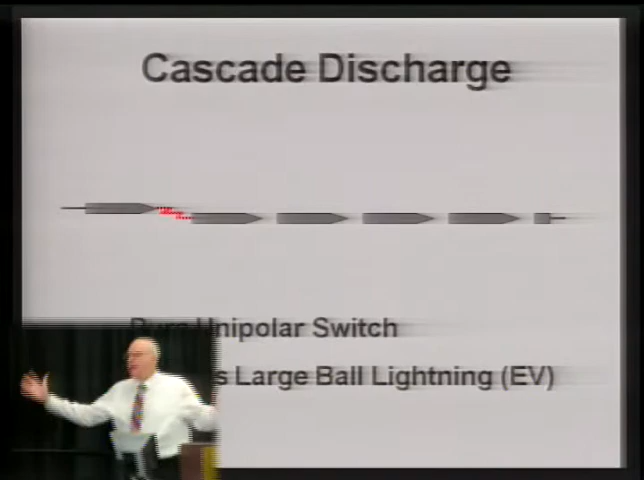 Cascade Discharge
Pure Unipolar Switch
s Large Ball Lightning (EV)